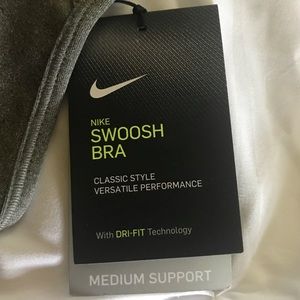 NIKE
SWOOSH
BRA
CLASSIC STYLE
VERSATILE PERFORMANCE
With DRI-FIT Technology
MEDIUM SUPPORT